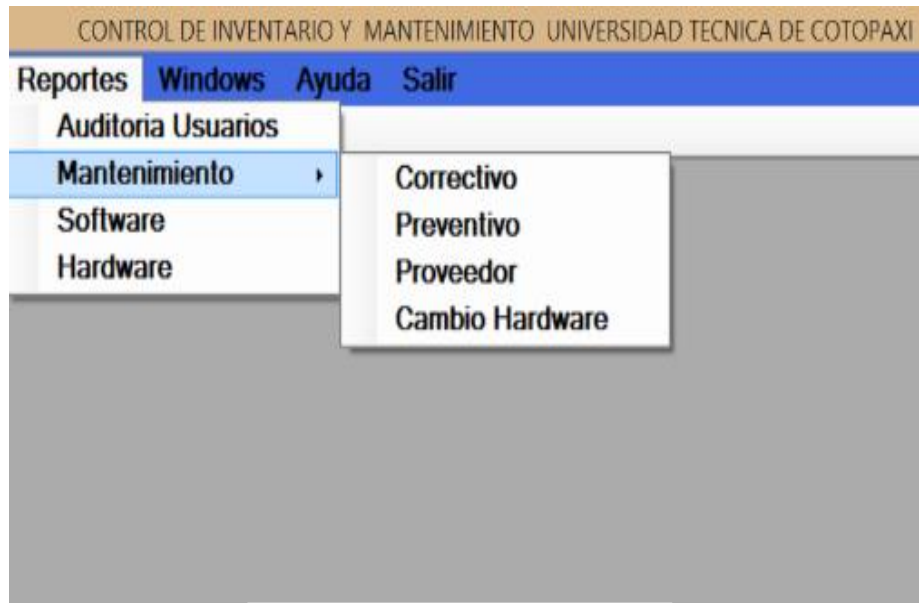 CONTROL DE INVENTARIO Y MANTENIMIENTO UNIVERSIDAD TECNICA DE COTOPAXI
Reportes Windows Ayuda Salir
Auditoria Usuarios
Mantenimiento
Software
Hardware
Correctivo
Preventivo
Proveedor
Cambio Hardware